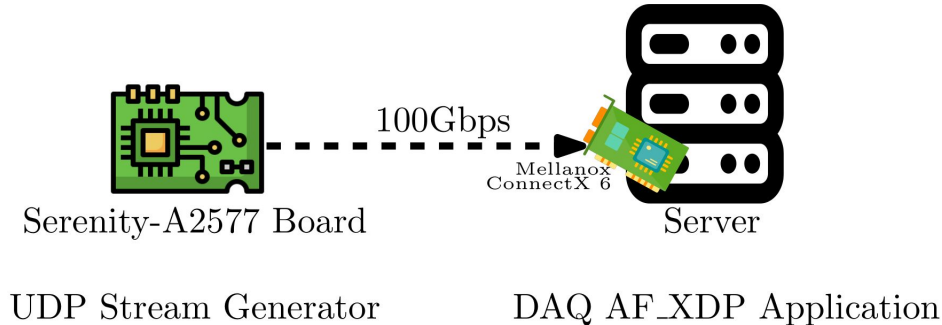 100Gbps
Mellanox
ConnectX 6
Serenity-A2577 Board
Server
UDP Stream Generator
DAQ AF_XDP Application